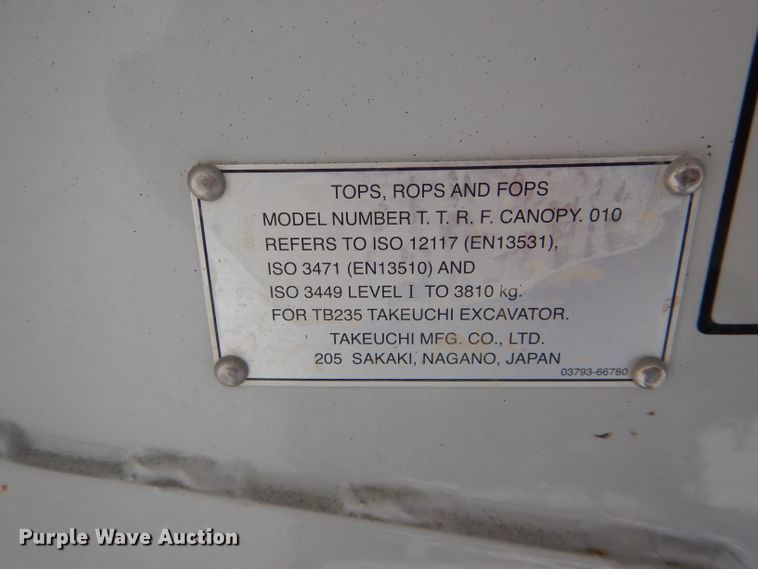 TOPS, ROPS AND FOPS
MODEL NUMBER T. T. R. F. CANOPY. 010
REFERS TO ISO 12117 (EN13531),
ISO 3471 (EN13510) AND
ISO 3449 LEVEL I TO 3810 kg.
FOR TB235 TAKEUCHI EXCAVATOR.
TAKEUCHI MFG. CO., LTD.
205 SAKAKI, NAGANO, JAPAN
03793-66780
Purple Wave Auction